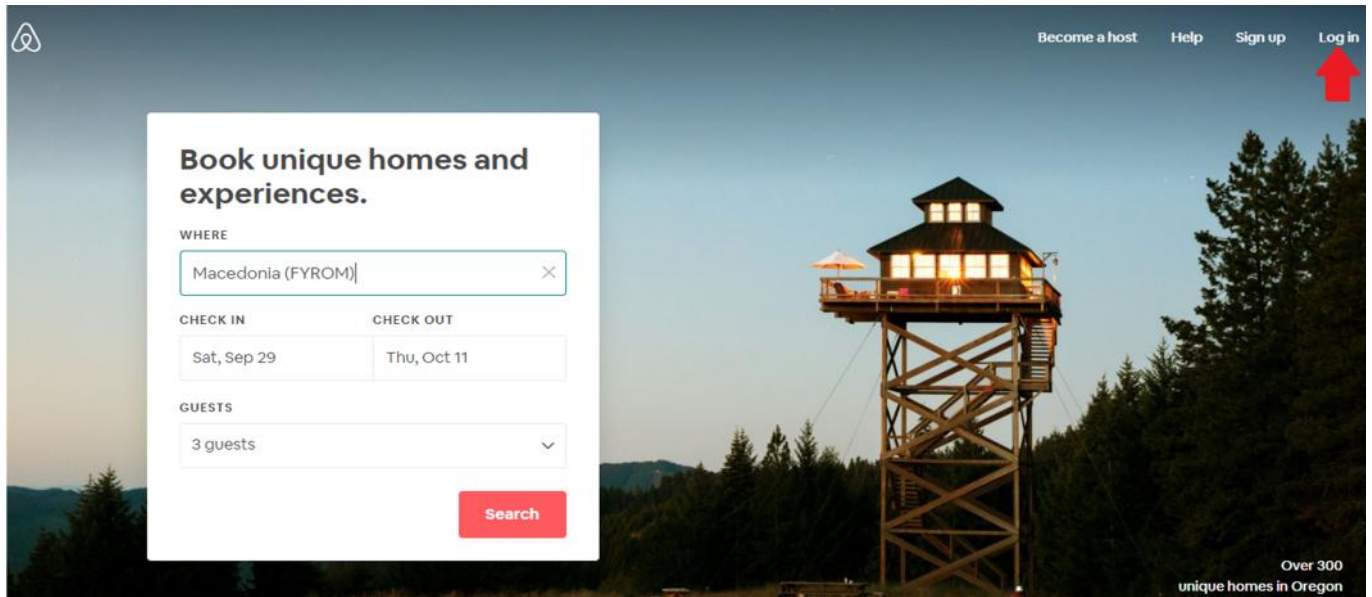 Become a host Help Sign up Log in
Book unique homes and
experiences.
WHERE
Macedonia (FYROM)
CHECK IN CHECK OUT
Sat, Sep 29 Thu, Oct 11
GUESTS
3 guests
Search
Over 300
unique homes in Oregon